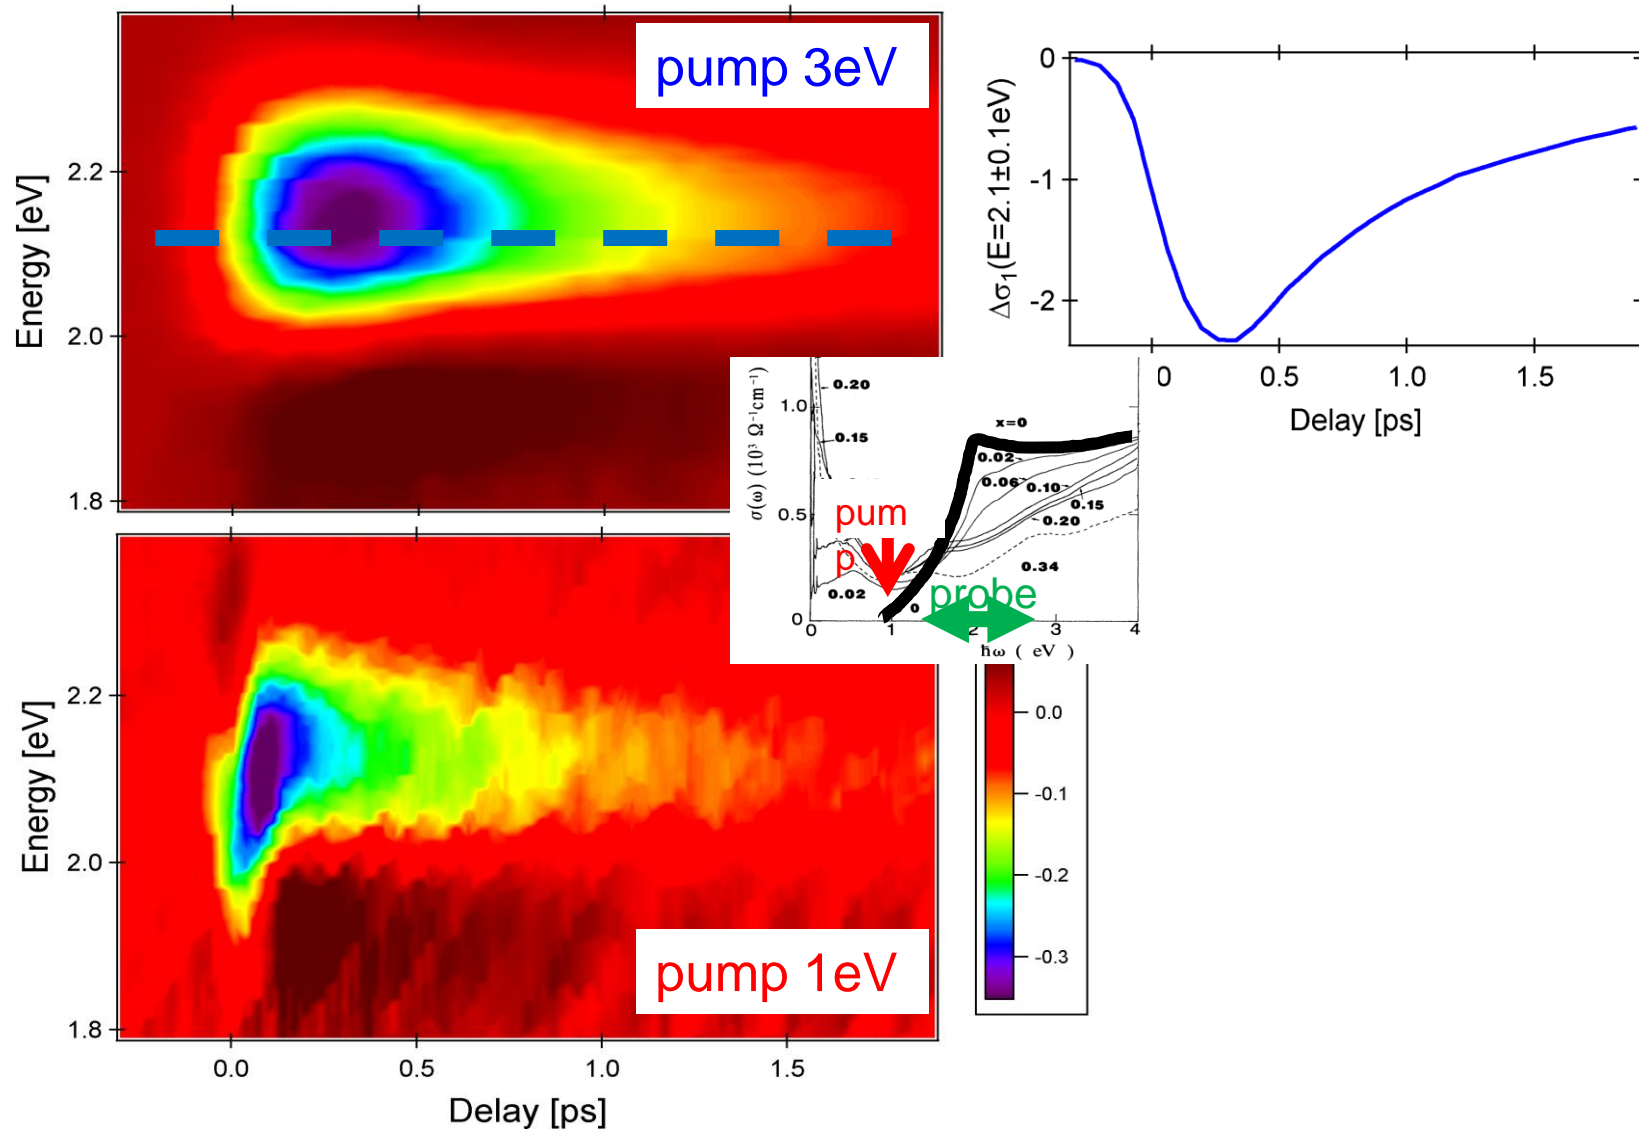 pump 3eV
Energy [eV]
2.2
2.0
1.8
0
-1
-2
Δσ1(E=2.1±0.1eV)
0 0.5 1.0 1.5
Delay [ps]
σ(ω) (10³ Ω⁻¹cm⁻¹)
1.0
0.5
0
0.20
0.15
x=0
0.02
0.06
0.10
0.15
0.20
0.34
0.02
0
pum
p
probe
0 1 2 3 4
ħω ( eV )
pump 1eV
Energy [eV]
2.2
2.0
1.8
0.0 0.5 1.0 1.5
Delay [ps]
0.0
-0.1
-0.2
-0.3